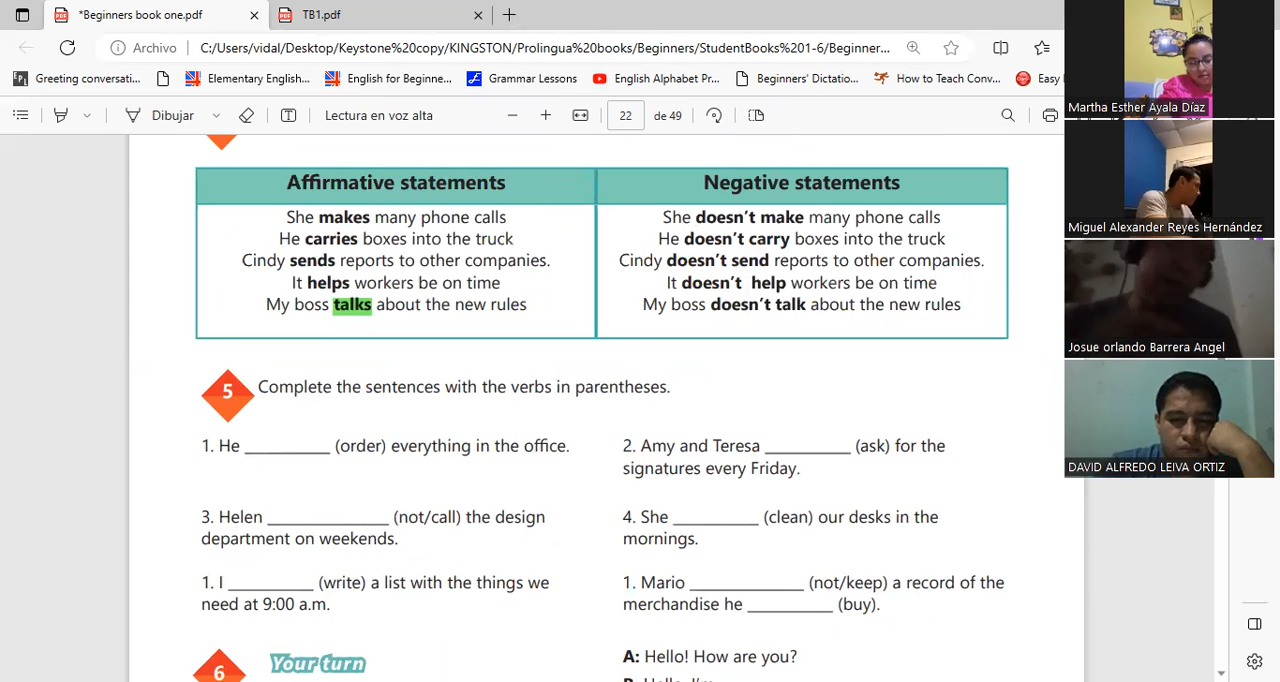 *Beginners book one.pdf
TB1.pdf
Archivo
C:/Users/vidal/Desktop/Keystone%20copy/KINGSTON/Prolingua%20books/Beginners/StudentBooks%201-6/Beginner...
Greeting conversati...
Elementary English...
English for Beginne...
Grammar Lessons
English Alphabet Pr...
Beginners' Dictatio...
How to Teach Conv...
Easy
Dibujar
Lectura en voz alta
22
de 49
Affirmative statements
She makes many phone calls
He carries boxes into the truck
Cindy sends reports to other companies.
It helps workers be on time
My boss talks about the new rules
Negative statements
She doesn't make many phone calls
He doesn't carry boxes into the truck
Cindy doesn't send reports to other companies.
It doesn't help workers be on time
My boss doesn't talk about the new rules
5 Complete the sentences with the verbs in parentheses.
1. He _________ (order) everything in the office.
2. Amy and Teresa _________ (ask) for the
signatures every Friday.
3. Helen _____________ (not/call) the design
department on weekends.
4. She _________ (clean) our desks in the
mornings.
1. I _________ (write) a list with the things we
need at 9:00 a.m.
1. Mario ____________ (not/keep) a record of the
merchandise he _________ (buy).
6 Your turn
A: Hello! How are you?
B: Hello, I'm
Martha Esther Ayala Díaz
Miguel Alexander Reyes Hernández
Josue orlando Barrera Angel
DAVID ALFREDO LEIVA ORTIZ